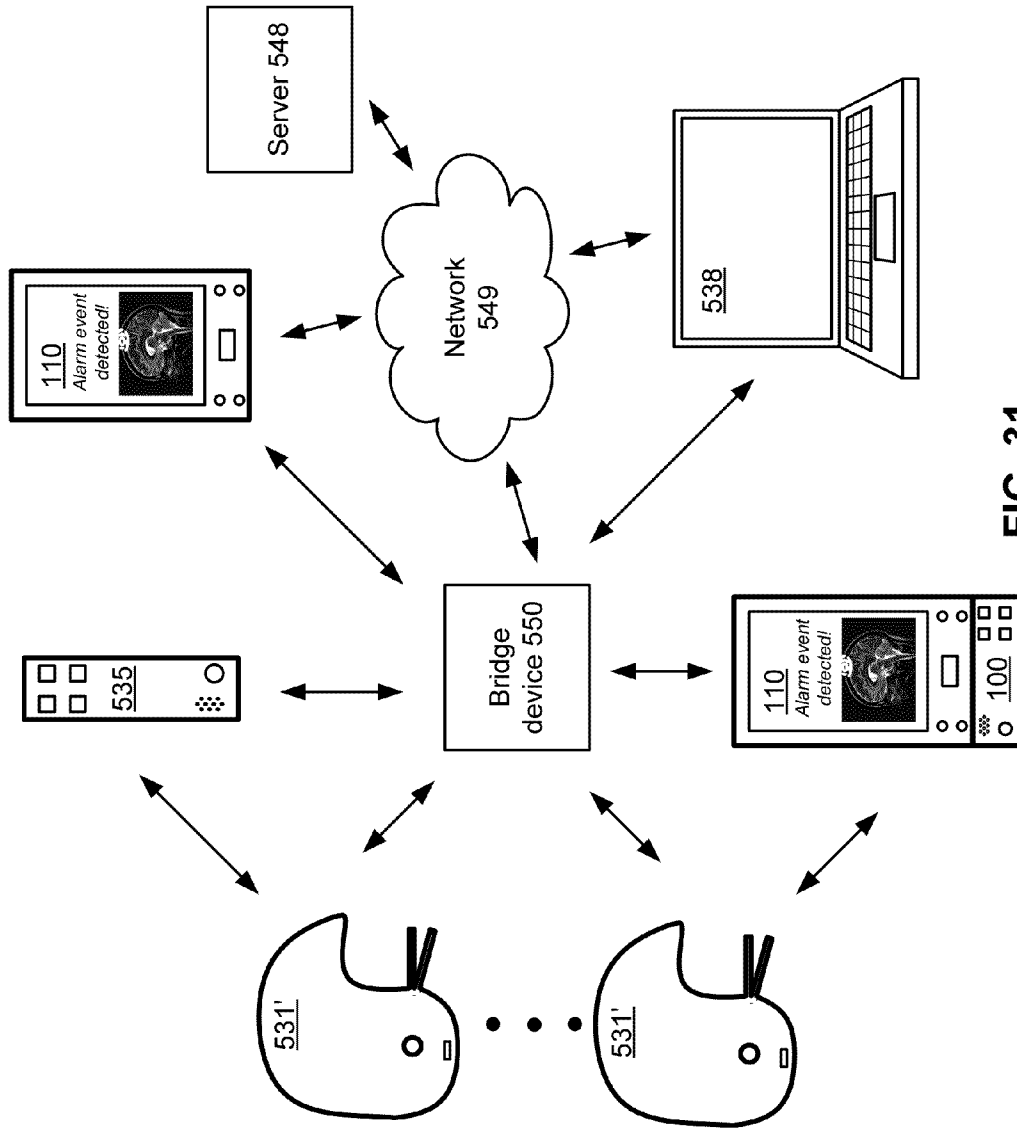 110
Alarm event
detected!
535
Server 548
531'
Network
549
Bridge
device 550
531'
538
110
Alarm event
detected!
100
FIG. 31